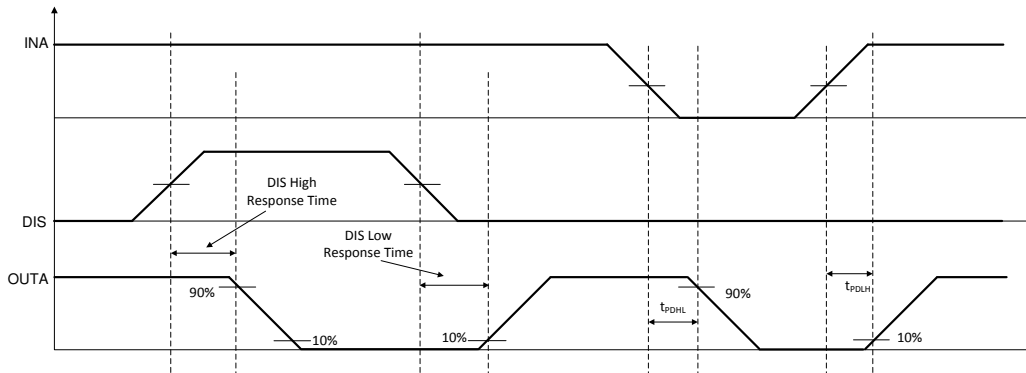 INA
DIS High
Response Time
DIS
DIS Low
Response Time
OUTA
90%
10%
10%
tPDHL
90%
tPDLH
10%